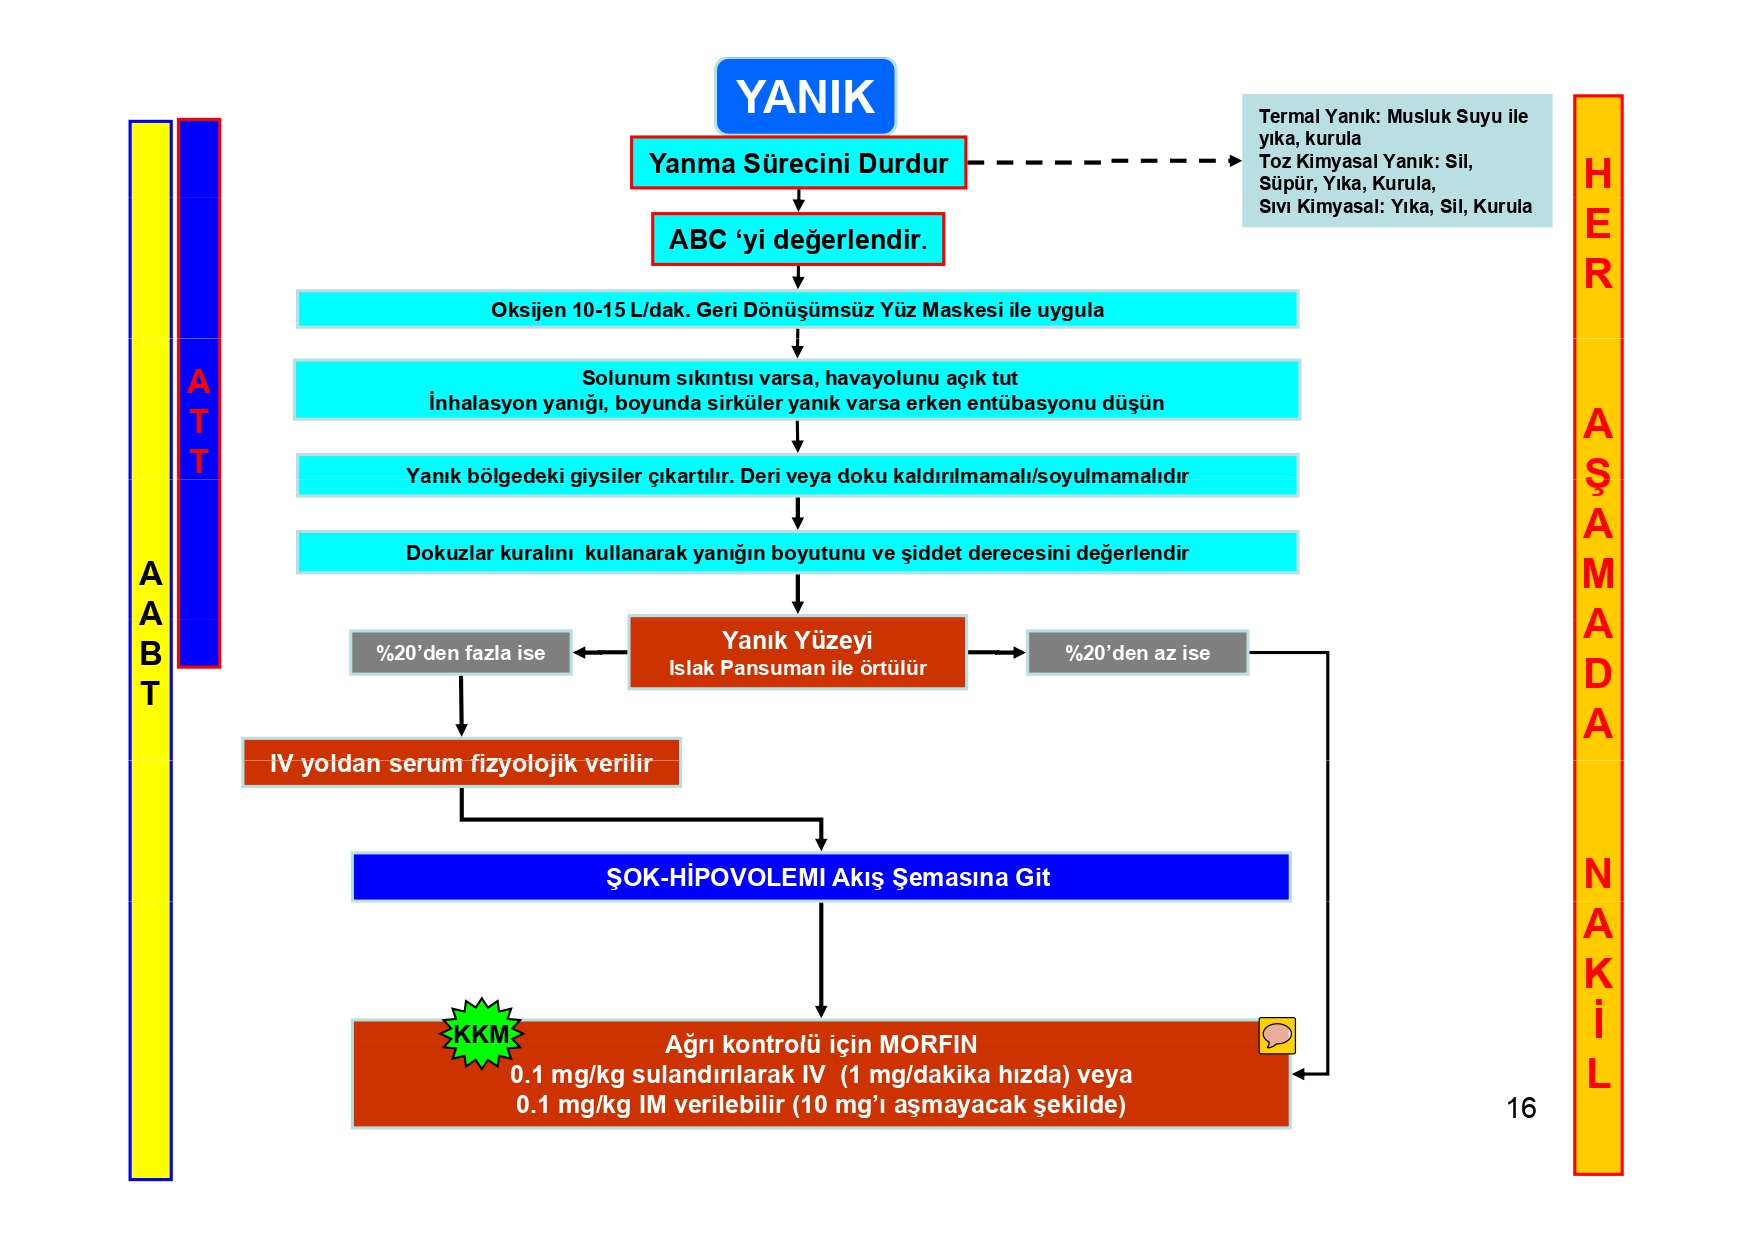 YANIK
Yanma Sürecini Durdur
Termal Yanık: Musluk Suyu ile
yıka, kurula
Toz Kimyasal Yanık: Sil,
Süpür, Yıka, Kurula,
Sıvı Kimyasal: Yıka, Sil, Kurula
ABC ‘yi değerlendir.
Oksijen 10-15 L/dak. Geri Dönüşümsüz Yüz Maskesi ile uygula
Solunum sıkıntısı varsa, havayolunu açık tut
İnhalasyon yanığı, boyunda sirküler yanık varsa erken entübasyonu düşün
Yanık bölgedeki giysiler çıkartılır. Deri veya doku kaldırılmamalı/soyulmamalıdır
Dokuzlar kuralını  kullanarak yanığın boyutunu ve şiddet derecesini değerlendir
%20’den fazla ise
Yanık Yüzeyi
Islak Pansuman ile örtülür
%20’den az ise
IV yoldan serum fizyolojik verilir
ŞOK-HİPOVOLEMI Akış Şemasına Git
KKM
Ağrı kontrolü için MORFIN
0.1 mg/kg sulandırılarak IV  (1 mg/dakika hızda) veya
0.1 mg/kg IM verilebilir (10 mg’ı aşmayacak şekilde)
16
AABT
ATT
HER AŞAMADA NAKİL